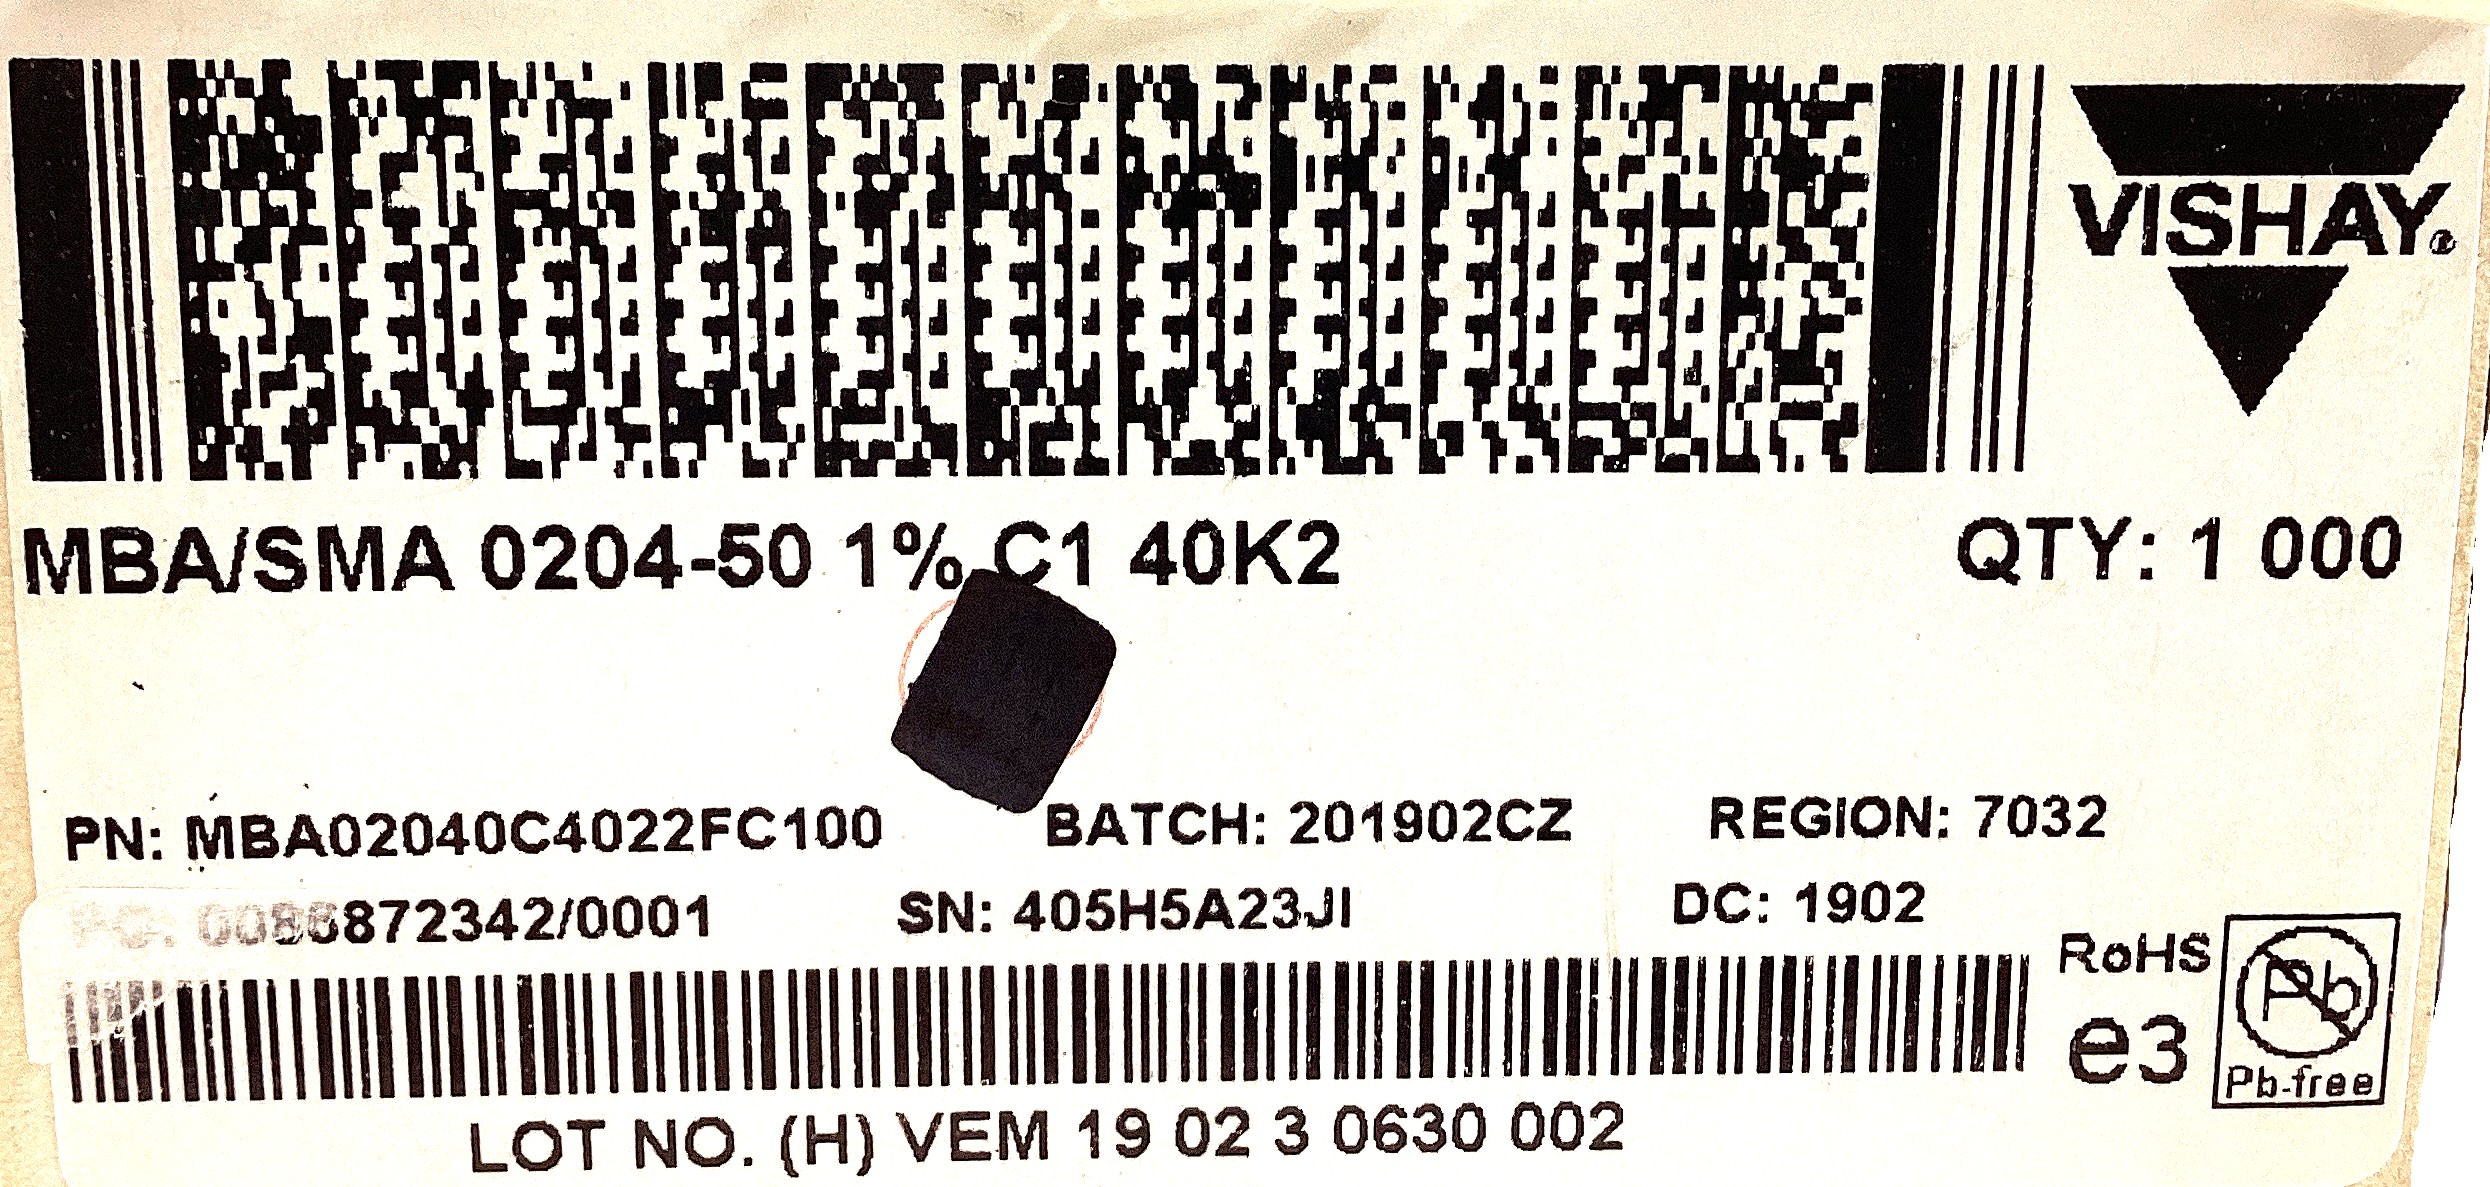 VISHAY®
MBA/SMA 0204-50 1% C1 40K2 QTY: 1 000
PN: MBA02040C4022FC100 BATCH: 201902CZ REGION: 7032
SN: 405H5A23JI DC: 1902
RoHS
Pb
e3
Pb-free
LOT NO. (H) VEM 19 02 3 0630 002